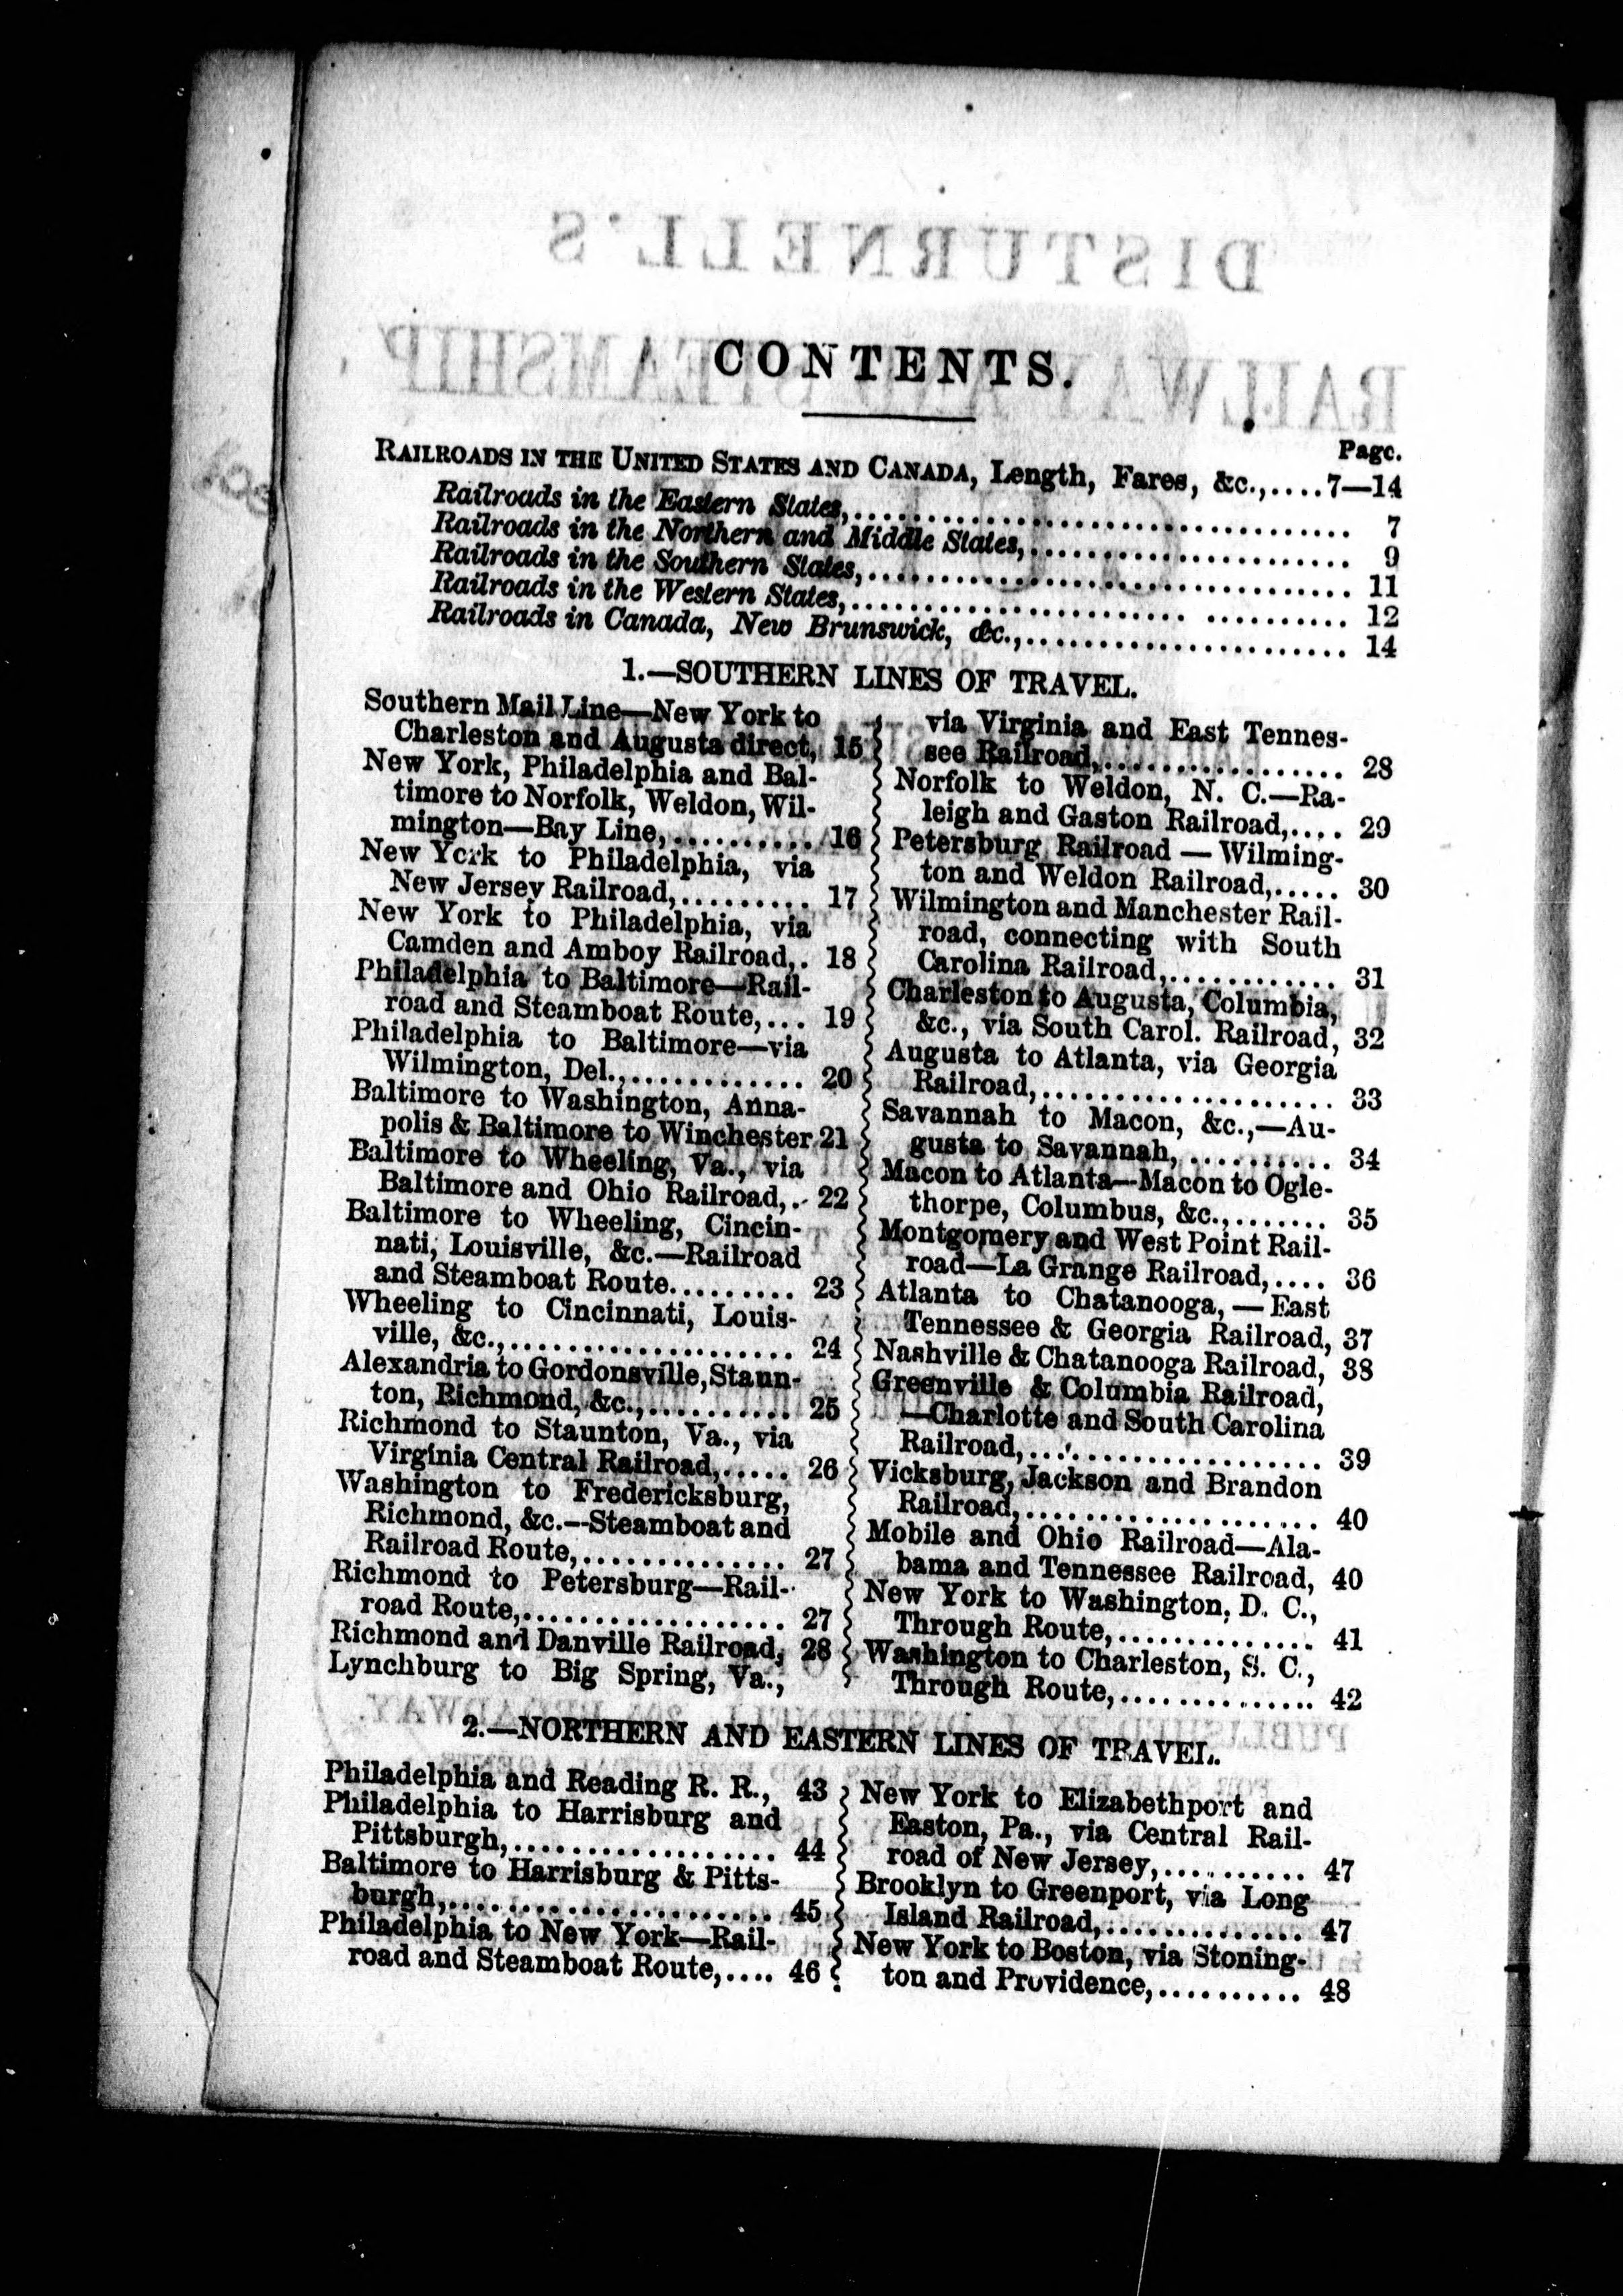 CONTENTS.
Page.
RAILROADS IN THE UNITED STATES AND CANADA, Length, Fares, &c.,....7—14
Railroads in the Eastern States,.................................. 7
Railroads in the Northern and Middle States,...................... 9
Railroads in the Southern States,................................. 11
Railroads in the Western States,....................... .......... 12
Railroads in Canada, New Brunswick, &c.,...................... 14
1.—SOUTHERN LINES OF TRAVEL.
Southern Mail Line—New York to
Charleston and Augusta direct, 15
New York, Philadelphia and Bal-
timore to Norfolk, Weldon, Wil-
mington—Bay Line,.......... 16
New York to Philadelphia, via
New Jersey Railroad,......... 17
New York to Philadelphia, via
Camden and Amboy Railroad,. 18
Philadelphia to Baltimore—Rail-
road and Steamboat Route,... 19
Philadelphia to Baltimore—via
Wilmington, Del.,............ 20
Baltimore to Washington, Anna-
polis & Baltimore to Winchester 21
Baltimore to Wheeling, Va., via
Baltimore and Ohio Railroad,.. 22
Baltimore to Wheeling, Cincin-
nati, Louisville, &c.—Railroad
and Steamboat Route......... 23
Wheeling to Cincinnati, Louis-
ville, &c.,................... 24
Alexandria to Gordonsville, Staun-
ton, Richmond, &c.,.......... 25
Richmond to Staunton, Va., via
Virginia Central Railroad,..... 26
Washington to Fredericksburg,
Richmond, &c.—Steamboat and
Railroad Route,.............. 27
Richmond to Petersburg—Rail-
road Route,.................. 27
Richmond and Danville Railroad, 28
Lynchburg to Big Spring, Va.,
via Virginia and East Tennes-
see Railroad,................. 28
Norfolk to Weldon, N. C.—Ra-
leigh and Gaston Railroad,.... 29
Petersburg Railroad — Wilming-
ton and Weldon Railroad,..... 30
Wilmington and Manchester Rail-
road, connecting with South
Carolina Railroad,............ 31
Charleston to Augusta, Columbia,
&c., via South Carol. Railroad, 32
Augusta to Atlanta, via Georgia
Railroad,.................... 33
Savannah to Macon, &c.,—Au-
gusta to Savannah, .......... 34
Macon to Atlanta—Macon to Ogle-
thorpe, Columbus, &c.,....... 35
Montgomery and West Point Rail-
road—La Grange Railroad,.... 36
Atlanta to Chatanooga, — East
Tennessee & Georgia Railroad, 37
Nashville & Chatanooga Railroad, 38
Greenville & Columbia Railroad,
—Charlotte and South Carolina
Railroad,.................... 39
Vicksburg, Jackson and Brandon
Railroad,.................... 40
Mobile and Ohio Railroad—Ala-
bama and Tennessee Railroad, 40
New York to Washington, D. C.,
Through Route,.............. 41
Washington to Charleston, S. C.,
Through Route,.............. 42
2.—NORTHERN AND EASTERN LINES OF TRAVEL.
Philadelphia and Reading R. R., 43
Philadelphia to Harrisburg and
Pittsburgh,.................. 44
Baltimore to Harrisburg & Pitts-
burgh,...................... 45
Philadelphia to New York—Rail-
road and Steamboat Route,.... 46
New York to Elizabethport and
Easton, Pa., via Central Rail-
road of New Jersey,.......... 47
Brooklyn to Greenport, via Long
Island Railroad,.............. 47
New York to Boston, via Stoning-
ton and Providence,.......... 48